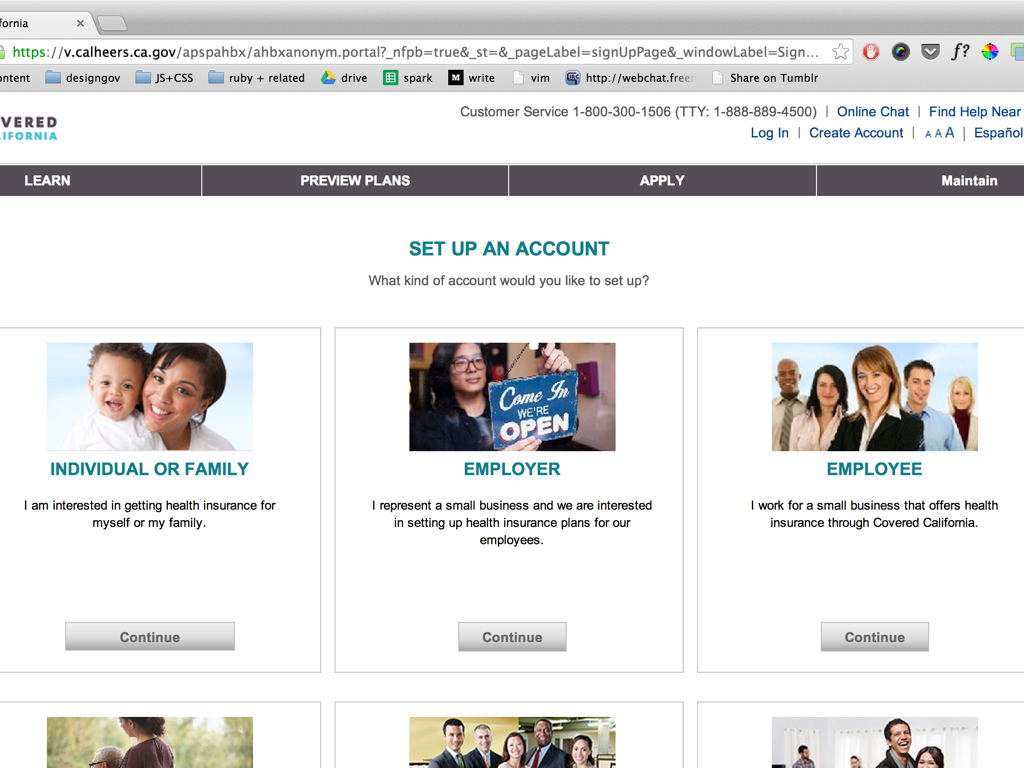 fornia ×
https://v.calheers.ca.gov/apspahbx/ahbxanonym.portal?_nfpb=true&_st=&_pageLabel=signUpPage&_windowLabel=Sign... f?
ontent designgov JS+CSS ruby + related drive spark M write vim http://webchat.freen Share on Tumblr
Customer Service 1-800-300-1506 (TTY: 1-888-889-4500) | Online Chat | Find Help Near
VERED
IFORNIA
Log In | Create Account | A A A | Español
LEARN PREVIEW PLANS APPLY Maintain
SET UP AN ACCOUNT
What kind of account would you like to set up?
Come In
WE'RE
OPEN
INDIVIDUAL OR FAMILY
I am interested in getting health insurance for
myself or my family.
Continue
EMPLOYER
I represent a small business and we are interested
in setting up health insurance plans for our
employees.
Continue
EMPLOYEE
I work for a small business that offers health
insurance through Covered California.
Continue